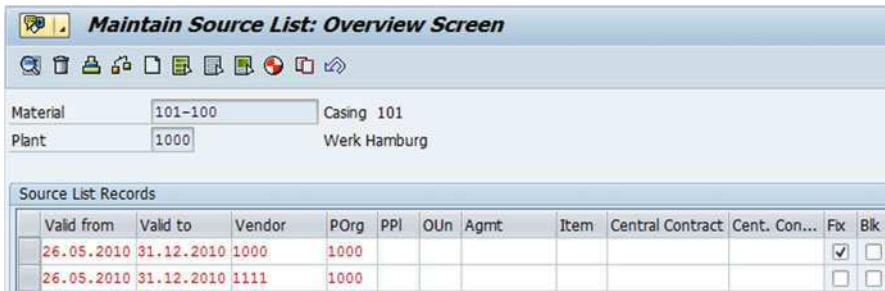 Maintain Source List: Overview Screen
Material 101-100 Casing 101
Plant 1000 Werk Hamburg
Source List Records
Valid from Valid to Vendor POrg PPl OUn Agmt Item Central Contract Cent. Con... Fix Blk
26.05.2010 31.12.2010 1000 1000
26.05.2010 31.12.2010 1111 1000